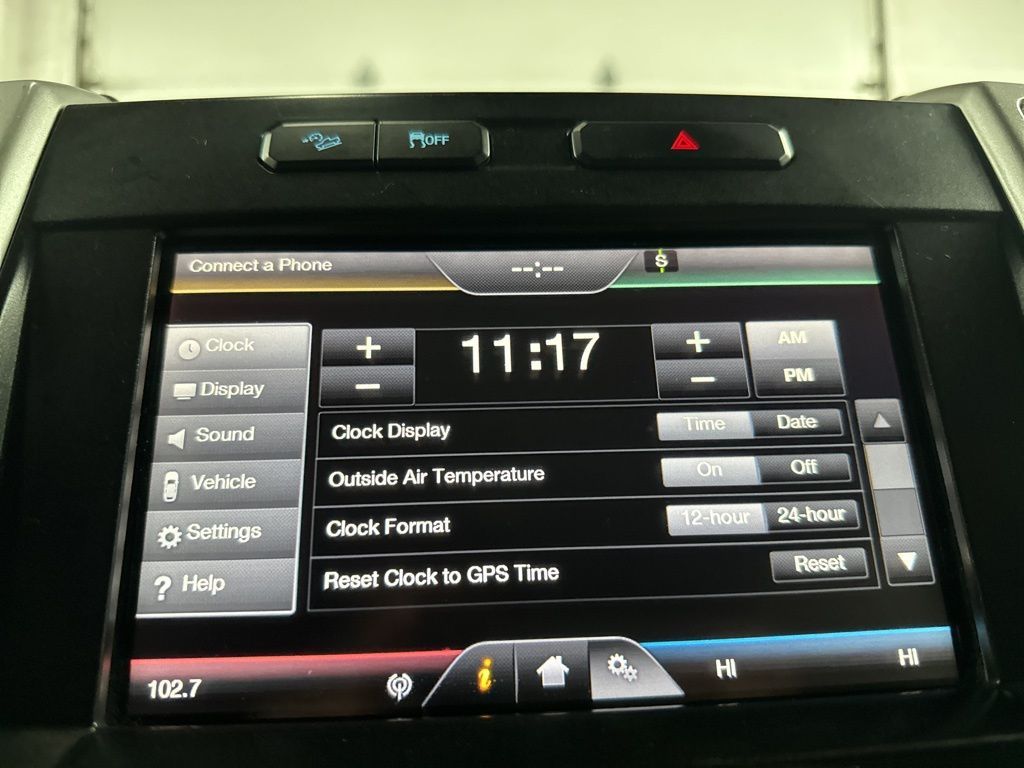 OFF
Connect a Phone
--:--
S
Clock
+
11:17
+
AM
−
−
PM
Display
Clock Display
Time
Date
Sound
Outside Air Temperature
On
Off
Vehicle
Clock Format
12-hour
24-hour
Settings
Reset Clock to GPS Time
Reset
? Help
102.7
i
HI
HI